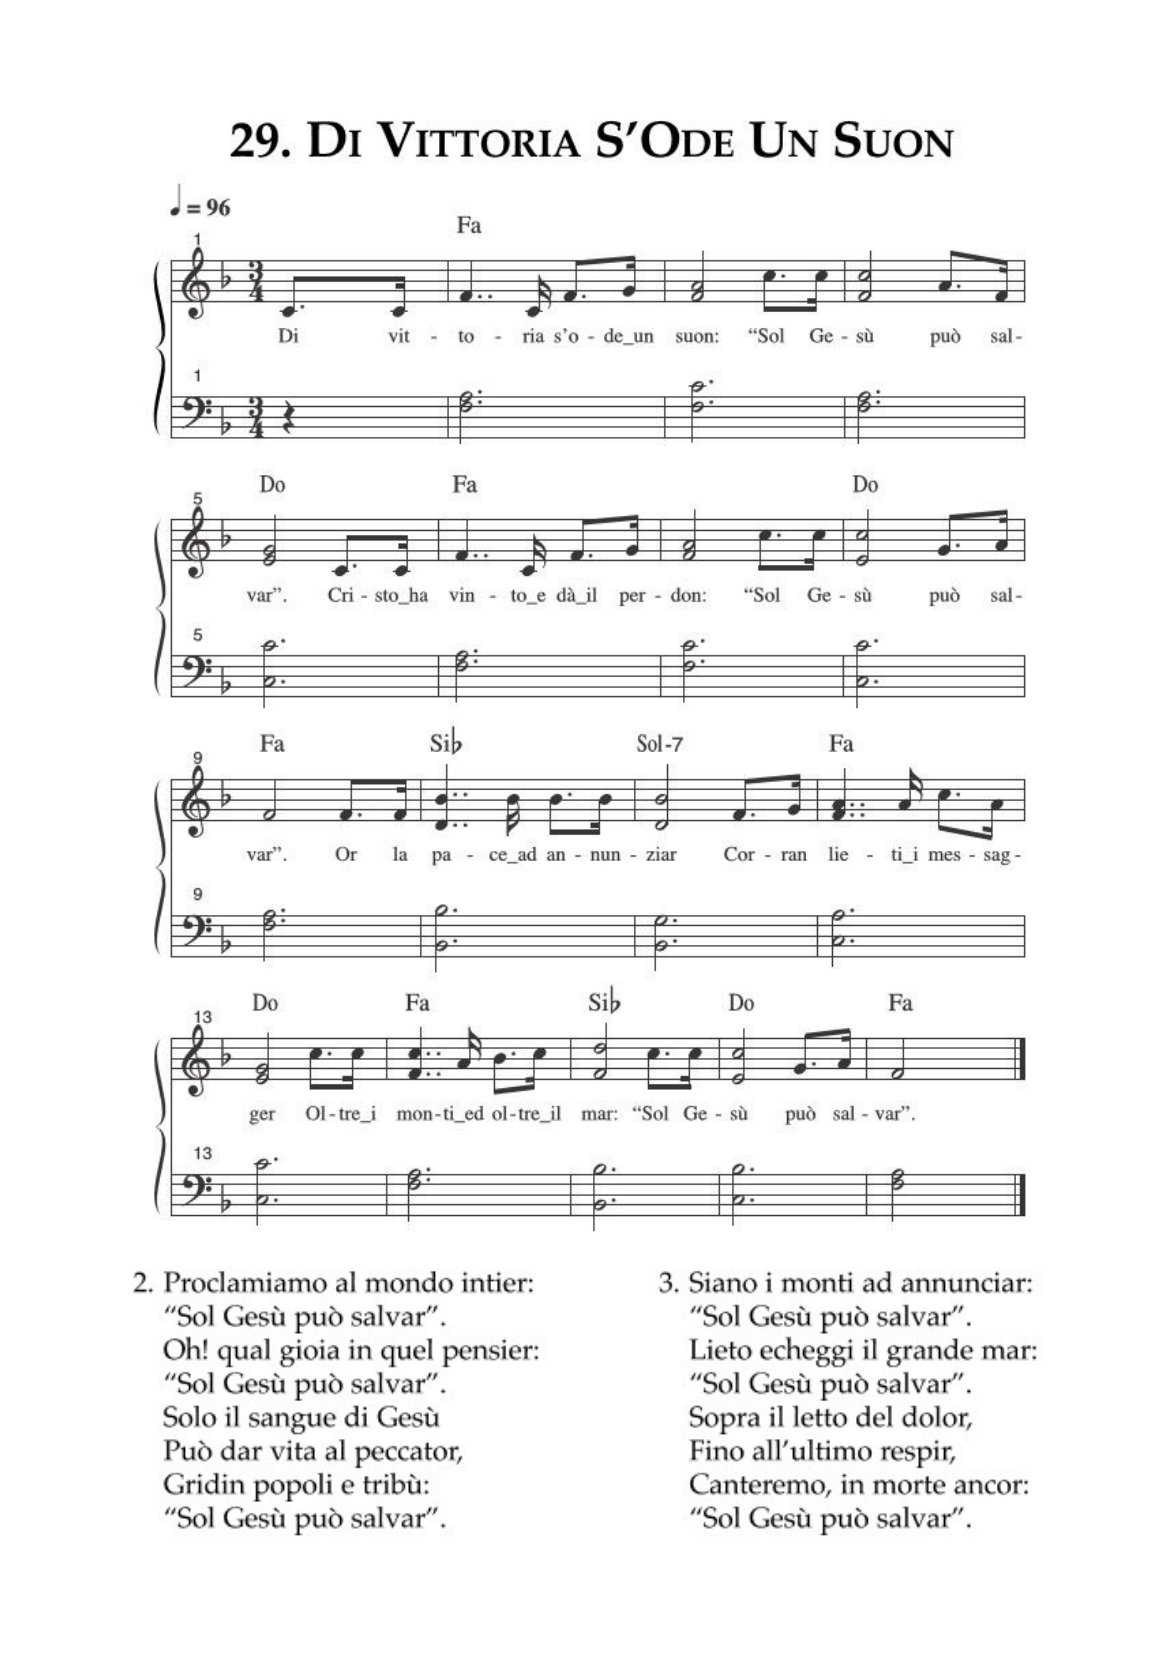 29. Di Vittoria S’Ode Un Suon
♩ = 96
Fa
1
3
4
Di vit - to - ria s’o - de_un suon: “Sol Ge - sù può sal-
1
3
4
Do Fa Do
5
var”. Cri - sto_ha vin - to_e dà_il per - don: “Sol Ge - sù può sal-
5
Fa Si♭ Sol-7 Fa
9
var”. Or la pa - ce_ad an - nun - ziar Cor - ran lie - ti_i mes - sag-
9
Do Fa Si♭ Do Fa
13
ger Ol - tre_i mon - ti_ed ol - tre_il mar: “Sol Ge - sù può sal - var”.
13
2. Proclamiamo al mondo intier:
“Sol Gesù può salvar”.
Oh! qual gioia in quel pensier:
“Sol Gesù può salvar”.
Solo il sangue di Gesù
Può dar vita al peccator,
Gridin popoli e tribù:
“Sol Gesù può salvar”.
3. Siano i monti ad annunciar:
“Sol Gesù può salvar”.
Lieto echeggi il grande mar:
“Sol Gesù può salvar”.
Sopra il letto del dolor,
Fino all’ultimo respir,
Canteremo, in morte ancor:
“Sol Gesù può salvar”.